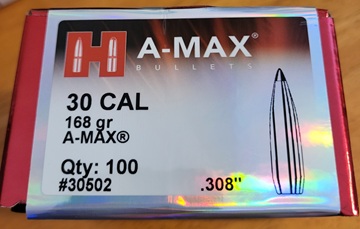 H A-MAX®
BULLETS
30 CAL
168 gr
A-MAX®
Qty: 100
#30502
.308"